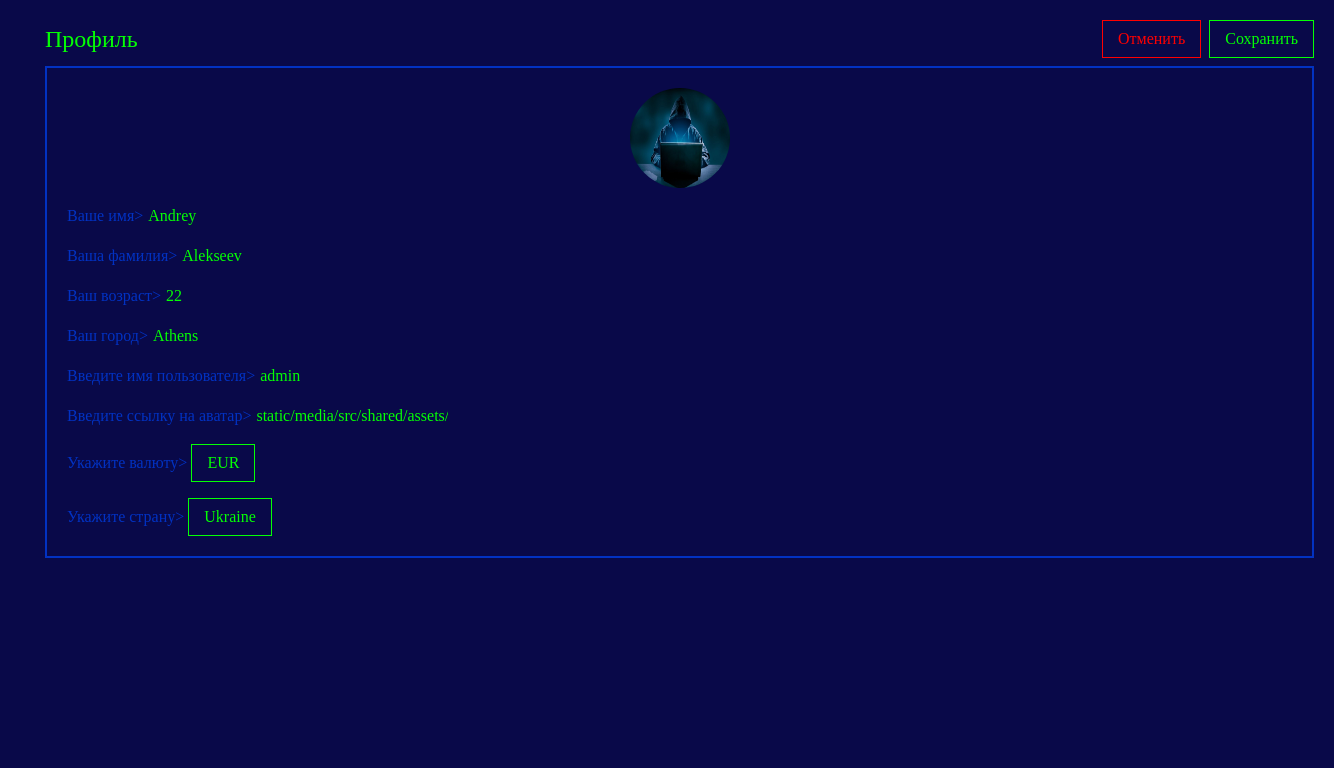 Профиль
Отменить
Сохранить
Ваше имя> Andrey
Ваша фамилия> Alekseev
Ваш возраст> 22
Ваш город> Athens
Введите имя пользователя> admin
Введите ссылку на аватар> static/media/src/shared/assets/
Укажите валюту> EUR
Укажите страну> Ukraine